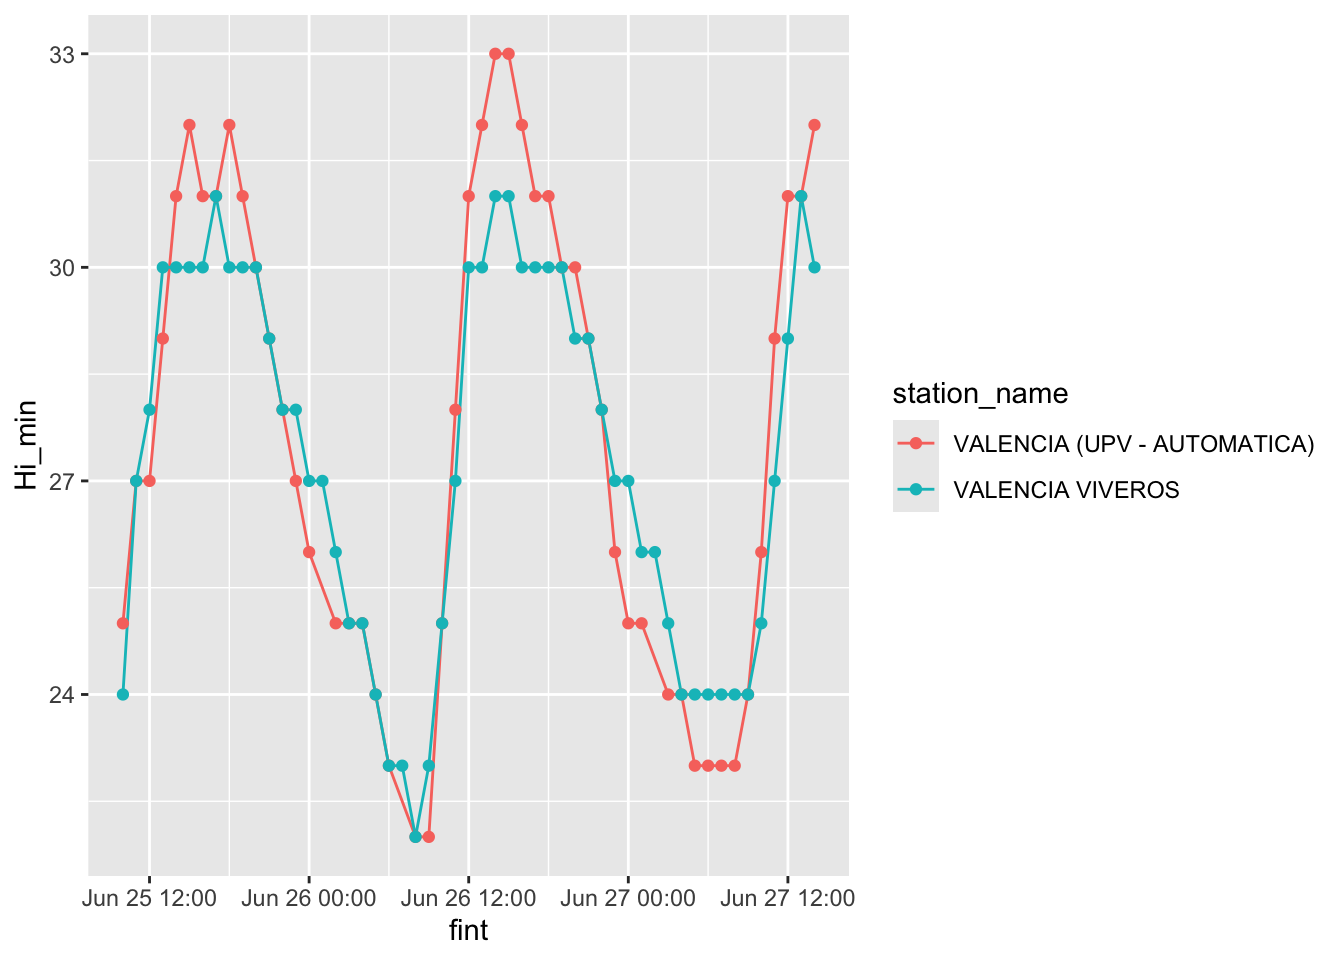 33
30
27
24
Hi_min
Jun 25 12:00 Jun 26 00:00 Jun 26 12:00 Jun 27 00:00 Jun 27 12:00
fint
station_name
VALENCIA (UPV - AUTOMATICA)
VALENCIA VIVEROS